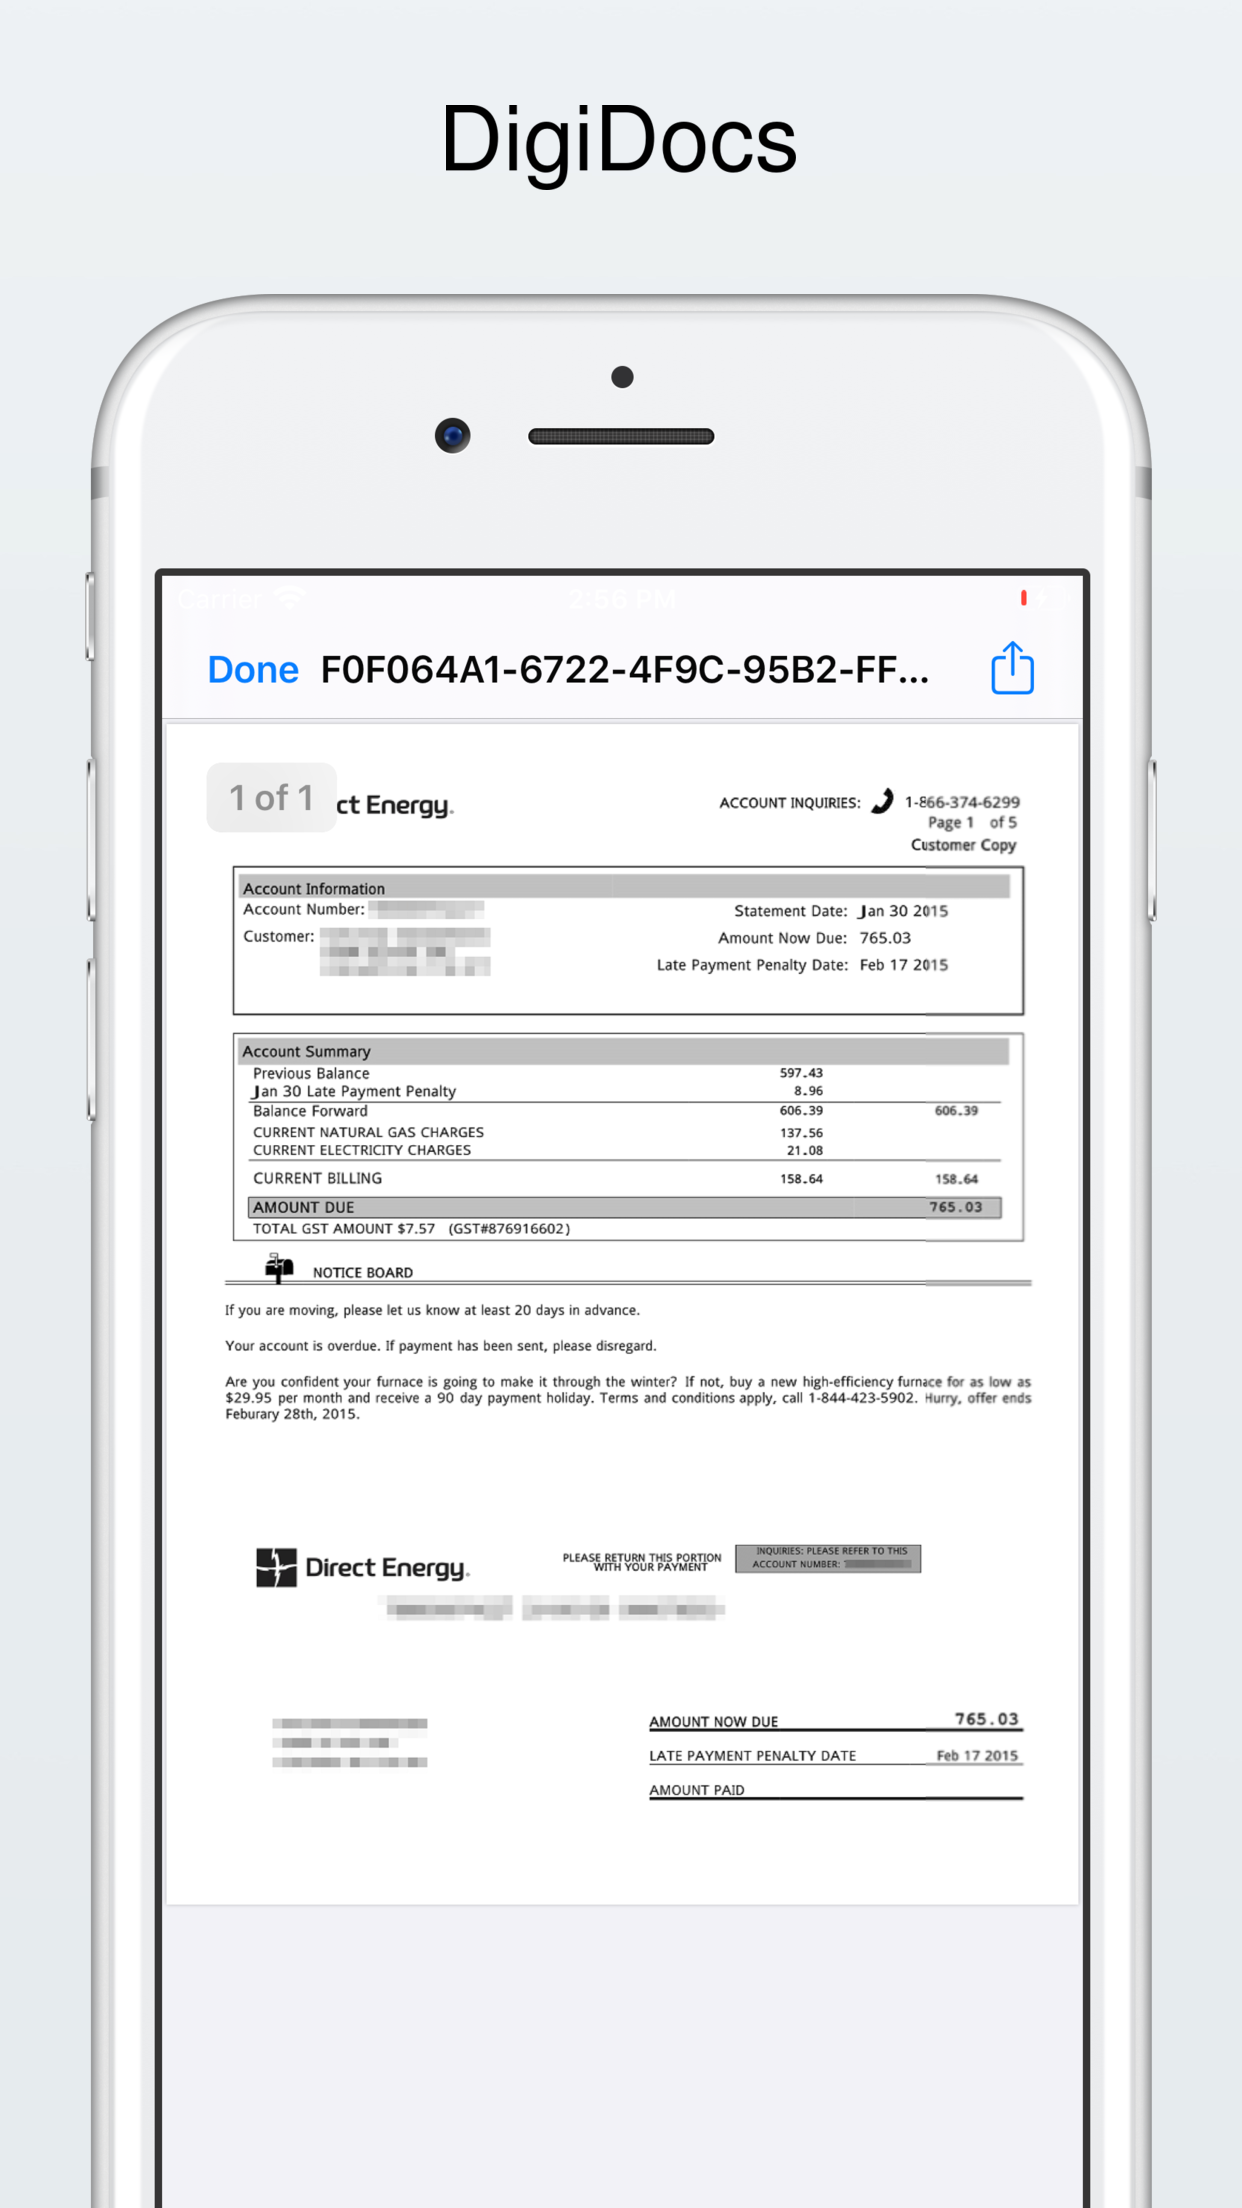 DigiDocs
Carrier 2:56 PM
Done F0F064A1-6722-4F9C-95B2-FF...
1 of 1
ct Energy.
ACCOUNT INQUIRIES: 1-866-374-6299
Page 1 of 5
Customer Copy
Account Information
Account Number:
Statement Date: Jan 30 2015
Customer:
Amount Now Due: 765.03
Late Payment Penalty Date: Feb 17 2015
Account Summary
Previous Balance 597.43
Jan 30 Late Payment Penalty 8.96
Balance Forward 606.39 606.39
CURRENT NATURAL GAS CHARGES 137.56
CURRENT ELECTRICITY CHARGES 21.08
CURRENT BILLING 158.64 158.64
AMOUNT DUE 765.03
TOTAL GST AMOUNT $7.57 (GST#876916602)
NOTICE BOARD
If you are moving, please let us know at least 20 days in advance.
Your account is overdue. If payment has been sent, please disregard.
Are you confident your furnace is going to make it through the winter? If not, buy a new high-efficiency furnace for as low as
$29.95 per month and receive a 90 day payment holiday. Terms and conditions apply, call 1-844-423-5902. Hurry, offer ends
Feburary 28th, 2015.
Direct Energy.
PLEASE RETURN THIS PORTION
WITH YOUR PAYMENT
INQUIRIES: PLEASE REFER TO THIS
ACCOUNT NUMBER:
AMOUNT NOW DUE 765.03
LATE PAYMENT PENALTY DATE Feb 17 2015
AMOUNT PAID